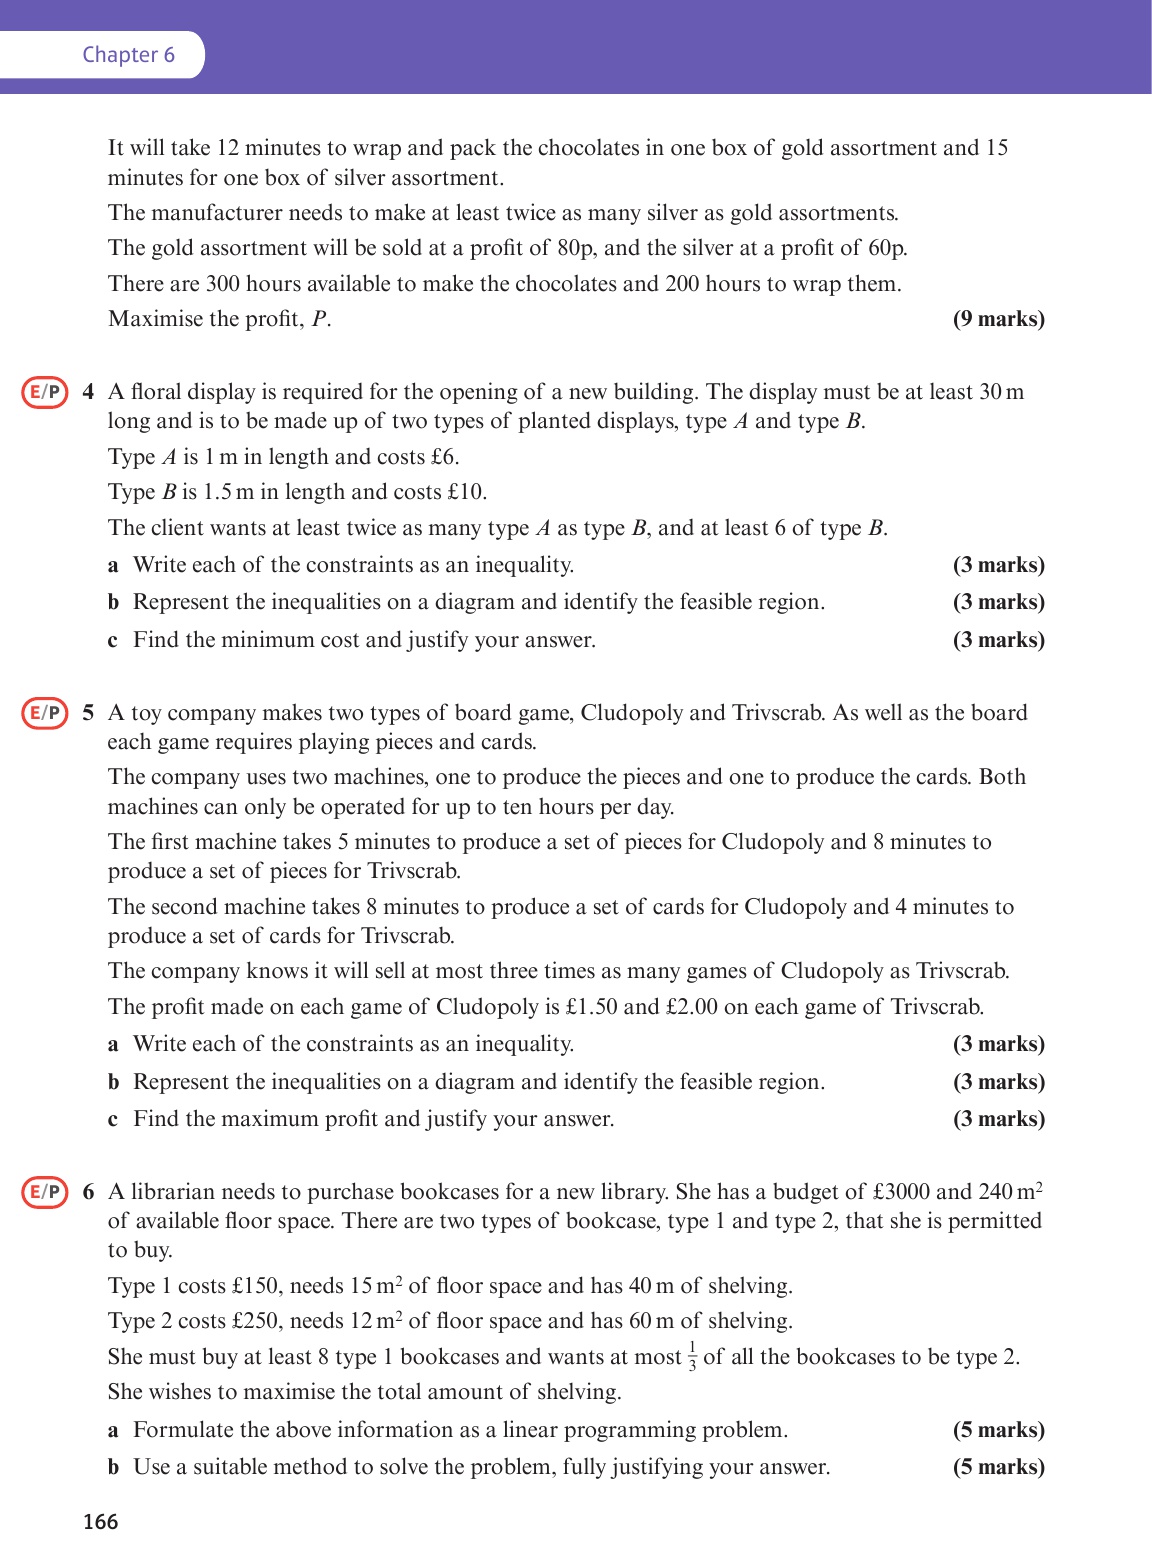 Chapter 6
It will take 12 minutes to wrap and pack the chocolates in one box of gold assortment and 15
minutes for one box of silver assortment.
The manufacturer needs to make at least twice as many silver as gold assortments.
The gold assortment will be sold at a profit of 80p, and the silver at a profit of 60p.
There are 300 hours available to make the chocolates and 200 hours to wrap them.
Maximise the profit, P. (9 marks)
E/P 4 A floral display is required for the opening of a new building. The display must be at least 30 m
long and is to be made up of two types of planted displays, type A and type B.
Type A is 1 m in length and costs £6.
Type B is 1.5 m in length and costs £10.
The client wants at least twice as many type A as type B, and at least 6 of type B.
a Write each of the constraints as an inequality. (3 marks)
b Represent the inequalities on a diagram and identify the feasible region. (3 marks)
c Find the minimum cost and justify your answer. (3 marks)
E/P 5 A toy company makes two types of board game, Cludopoly and Trivscrab. As well as the board
each game requires playing pieces and cards.
The company uses two machines, one to produce the pieces and one to produce the cards. Both
machines can only be operated for up to ten hours per day.
The first machine takes 5 minutes to produce a set of pieces for Cludopoly and 8 minutes to
produce a set of pieces for Trivscrab.
The second machine takes 8 minutes to produce a set of cards for Cludopoly and 4 minutes to
produce a set of cards for Trivscrab.
The company knows it will sell at most three times as many games of Cludopoly as Trivscrab.
The profit made on each game of Cludopoly is £1.50 and £2.00 on each game of Trivscrab.
a Write each of the constraints as an inequality. (3 marks)
b Represent the inequalities on a diagram and identify the feasible region. (3 marks)
c Find the maximum profit and justify your answer. (3 marks)
E/P 6 A librarian needs to purchase bookcases for a new library. She has a budget of £3000 and 240 m²
of available floor space. There are two types of bookcase, type 1 and type 2, that she is permitted
to buy.
Type 1 costs £150, needs 15 m² of floor space and has 40 m of shelving.
Type 2 costs £250, needs 12 m² of floor space and has 60 m of shelving.
She must buy at least 8 type 1 bookcases and wants at most 1/3 of all the bookcases to be type 2.
She wishes to maximise the total amount of shelving.
a Formulate the above information as a linear programming problem. (5 marks)
b Use a suitable method to solve the problem, fully justifying your answer. (5 marks)
166